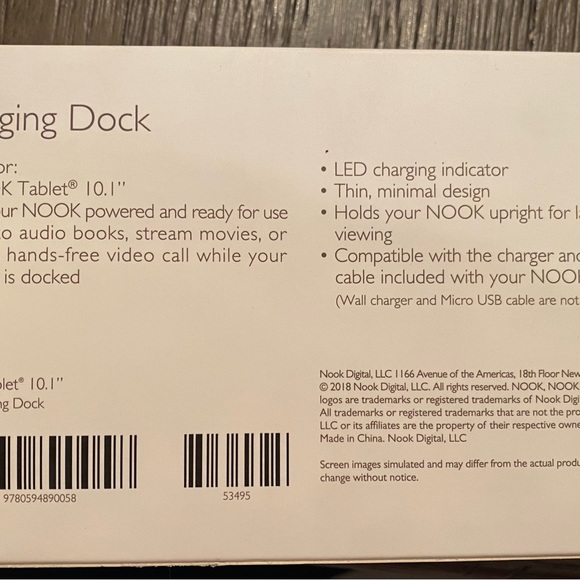 ging Dock
or:
K Tablet® 10.1"
ur NOOK powered and ready for use
to audio books, stream movies, or
hands-free video call while your
is docked
• LED charging indicator
• Thin, minimal design
• Holds your NOOK upright for la
viewing
• Compatible with the charger and
cable included with your NOO
(Wall charger and Micro USB cable are not
let® 10.1"
ng Dock
9780594890058
53495
Nook Digital, LLC 1166 Avenue of the Americas, 18th Floor New
© 2018 Nook Digital, LLC. All rights reserved. NOOK, NOOK
logos are trademarks or registered trademarks of Nook Digi
All trademarks or registered trademarks that are not the pro
LLC or its affiliates are the property of their respective owne
Made in China. Nook Digital, LLC
Screen images simulated and may differ from the actual produ
change without notice.